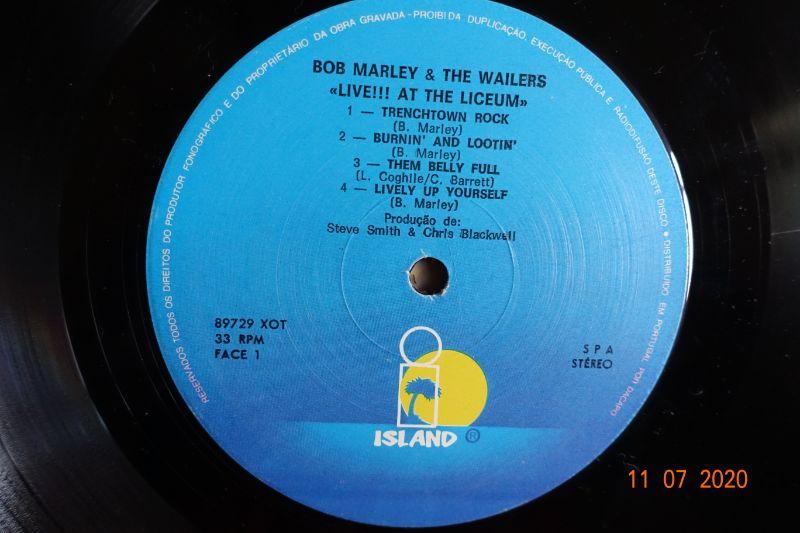 RESERVADOS TODOS OS DIREITOS DO PRODUTOR FONOGRÁFICO E DO PROPRIETÁRIO DA OBRA GRAVADA - PROIBIDA DUPLICAÇÃO, EXECUÇÃO PÚBLICA E RADIODIFUSÃO DESTE DISCO • DISTRIBUIDO EM PORTUGAL POR DACAPO
BOB MARLEY & THE WAILERS
«LIVE!!! AT THE LICEUM»
1 — TRENCHTOWN ROCK
(B. Marley)
2 — BURNIN' AND LOOTIN'
(B. Marley)
3 — THEM BELLY FULL
(L. Coghile/C. Barrett)
4 — LIVELY UP YOURSELF
(B. Marley)
Produção de:
Steve Smith & Chris Blackwell
89729 XOT
33 RPM
FACE 1
S P A
STÉREO
ISLAND ®
11 07 2020